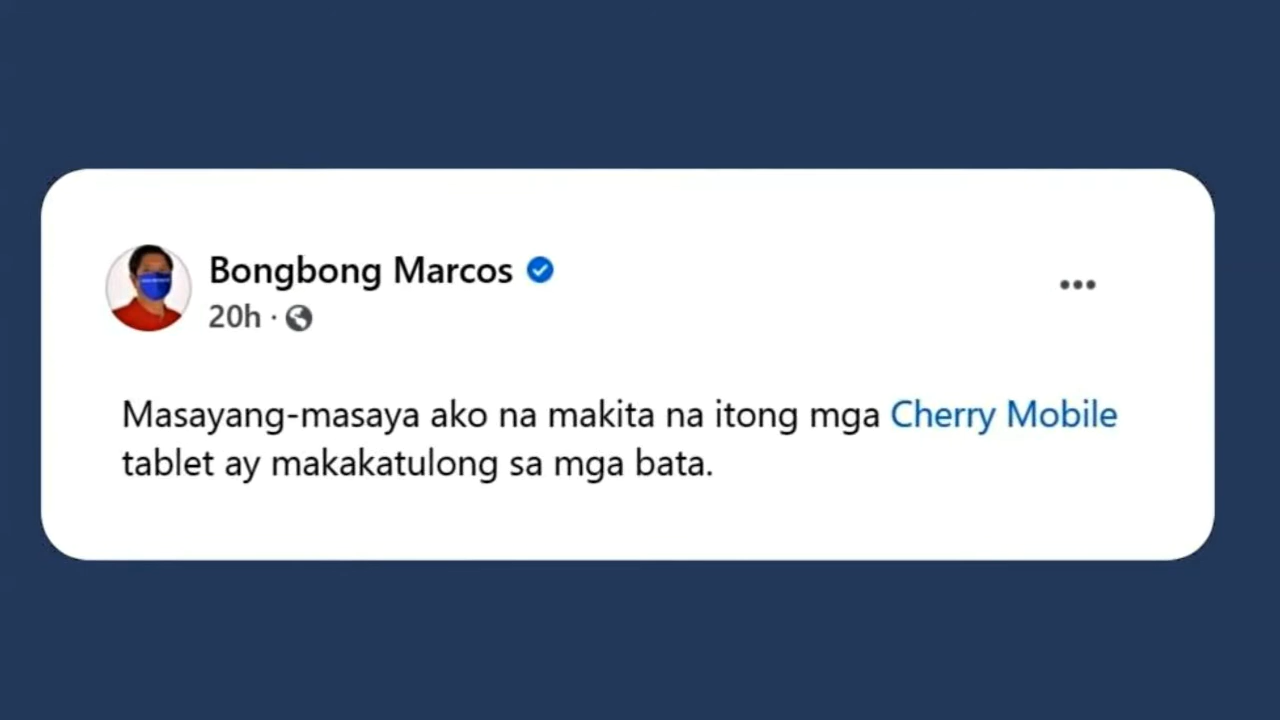 Bongbong Marcos
20h ·
Masayang-masaya ako na makita na itong mga Cherry Mobile
tablet ay makakatulong sa mga bata.